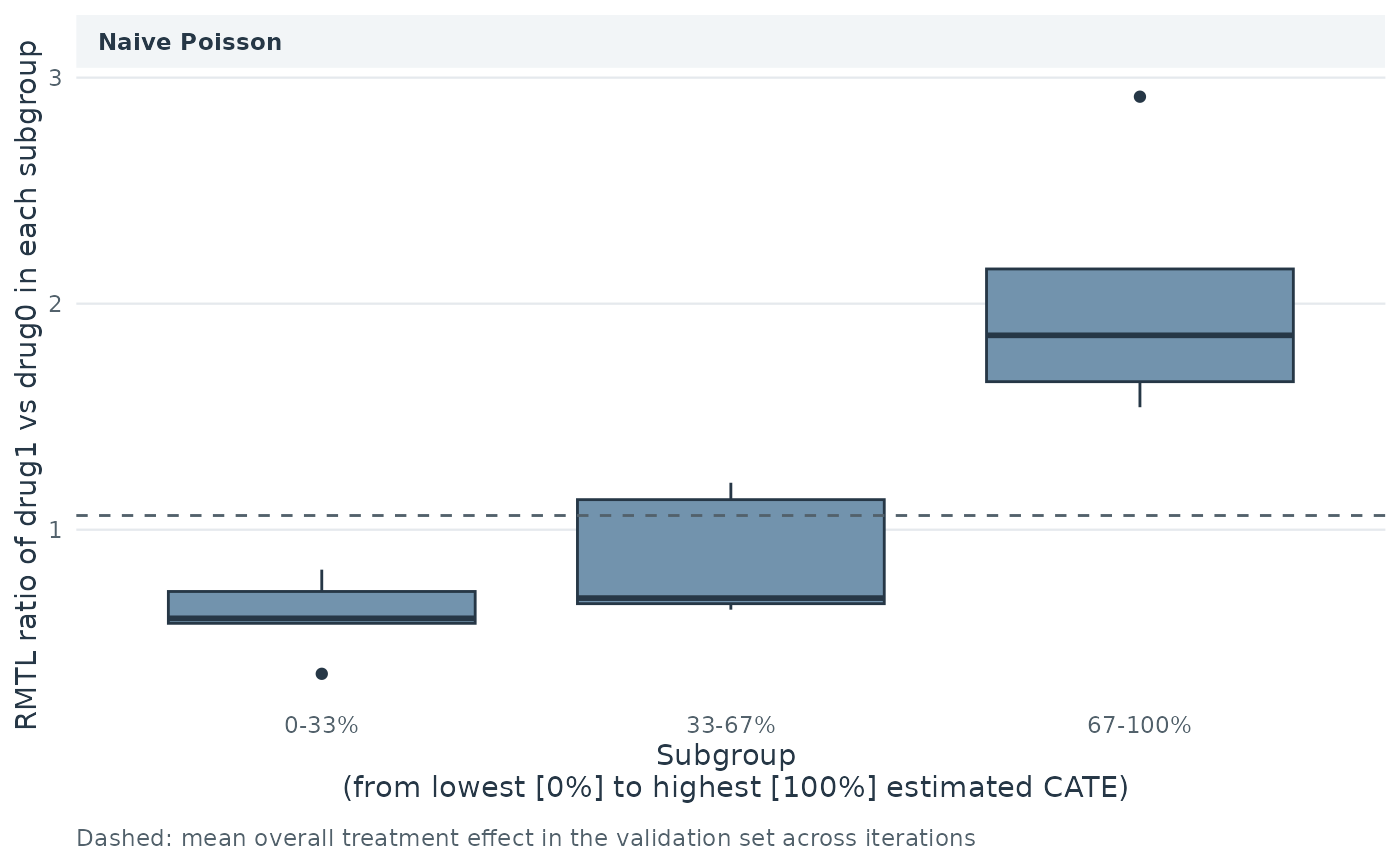 Naive Poisson
RMTL ratio of drug1 vs drug0 in each subgroup
3
2
1
0-33%
33-67%
67-100%
Subgroup
(from lowest [0%] to highest [100%] estimated CATE)
Dashed: mean overall treatment effect in the validation set across iterations